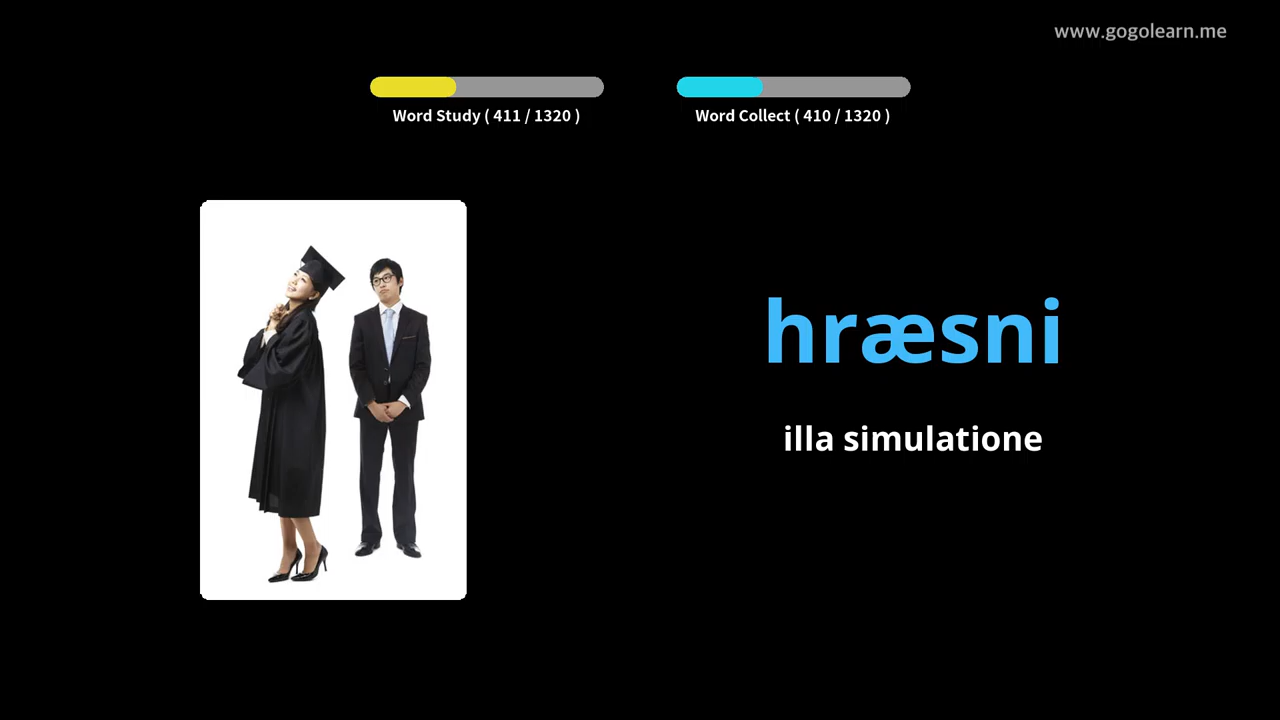 www.gogolearn.me
Word Study ( 411 / 1320 )
Word Collect ( 410 / 1320 )
hræsni
illa simulatione